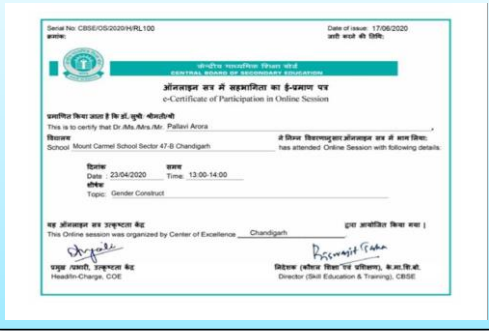 Serial No: CBSE/OS/2020/H/RL100
Date of issue: 17/06/2020
क्रमांक:
जारी करने की तिथि:
केन्द्रीय माध्यमिक शिक्षा बोर्ड
CENTRAL BOARD OF SECONDARY EDUCATION
ऑनलाइन सत्र में सहभागिता का ई-प्रमाण पत्र
e-Certificate of Participation in Online Session
प्रमाणित किया जाता है कि डॉ./सुश्री/श्रीमती/श्री
This is to certify that Dr./Ms./Mrs./Mr. Pallavi Arora
विद्यालय
ने निम्न विवरणानुसार ऑनलाइन सत्र में भाग लिया:
School Mount Carmel School Sector 47-B Chandigarh
has attended Online Session with following details:
दिनांक समय
Date : 23/04/2020 Time: 13:00-14:00
शीर्षक
Topic: Gender Construct
यह ऑनलाइन सत्र उत्कृष्टता केंद्र
द्वारा आयोजित किया गया |
This Online session was organized by Center of Excellence Chandigarh
Biswajit Saha
प्रमुख /प्रभारी, उत्कृष्टता केंद्र
निदेशक (कौशल शिक्षा एवं प्रशिक्षण), के.मा.शि.बो.
Head/In-Charge, COE
Director (Skill Education & Training), CBSE